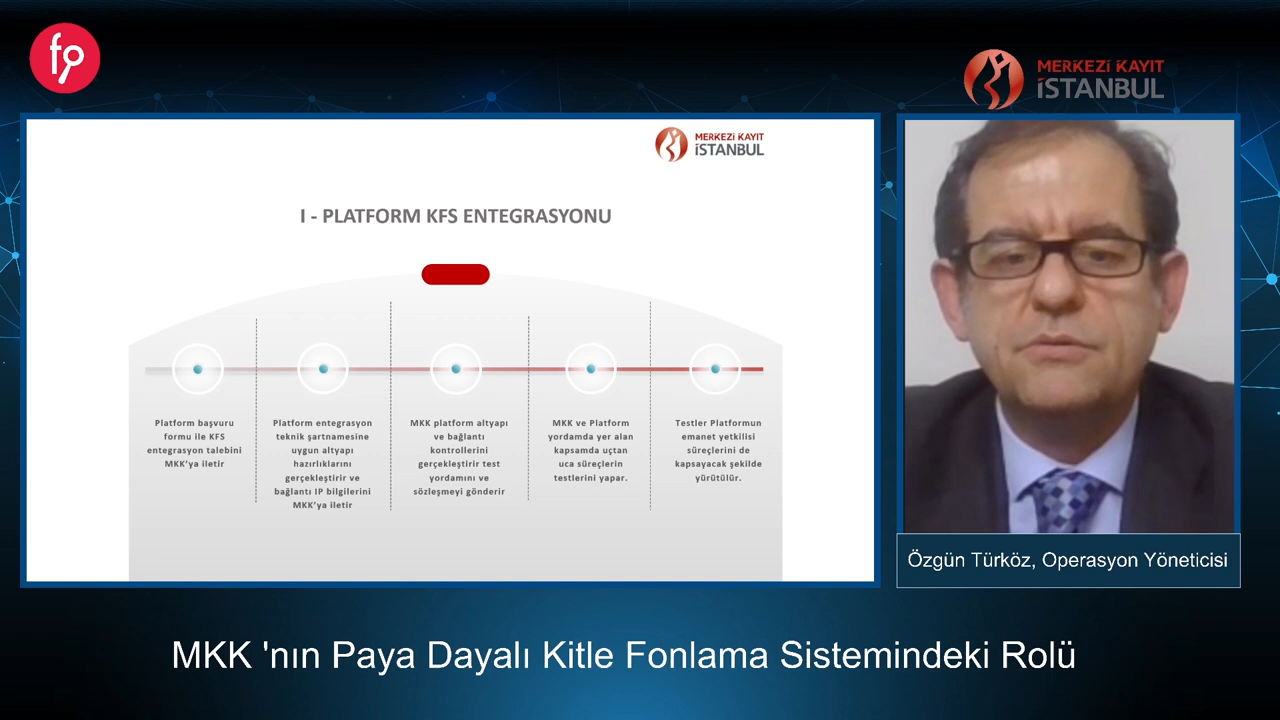 fo
MERKEZİ KAYIT
İSTANBUL
MERKEZİ KAYIT
İSTANBUL
I - PLATFORM KFS ENTEGRASYONU
Platform başvuru
formu ile KFS
entegrasyon talebini
MKK'ya iletir
Platform entegrasyon
teknik şartnamesine
uygun altyapı
hazırlıklarını
gerçekleştirir ve
bağlantı IP bilgilerini
MKK'ya iletir
MKK platform altyapı
ve bağlantı
kontrollerini
gerçekleştirir test
yordamını ve
sözleşmeyi gönderir
MKK ve Platform
yordamda yer alan
kapsamda uçtan
uca süreçlerin
testlerini yapar.
Testler Platformun
emanet yetkilisi
süreçlerini de
kapsayacak şekilde
yürütülür.
Özgün Türköz, Operasyon Yöneticisi
MKK 'nın Paya Dayalı Kitle Fonlama Sistemindeki Rolü